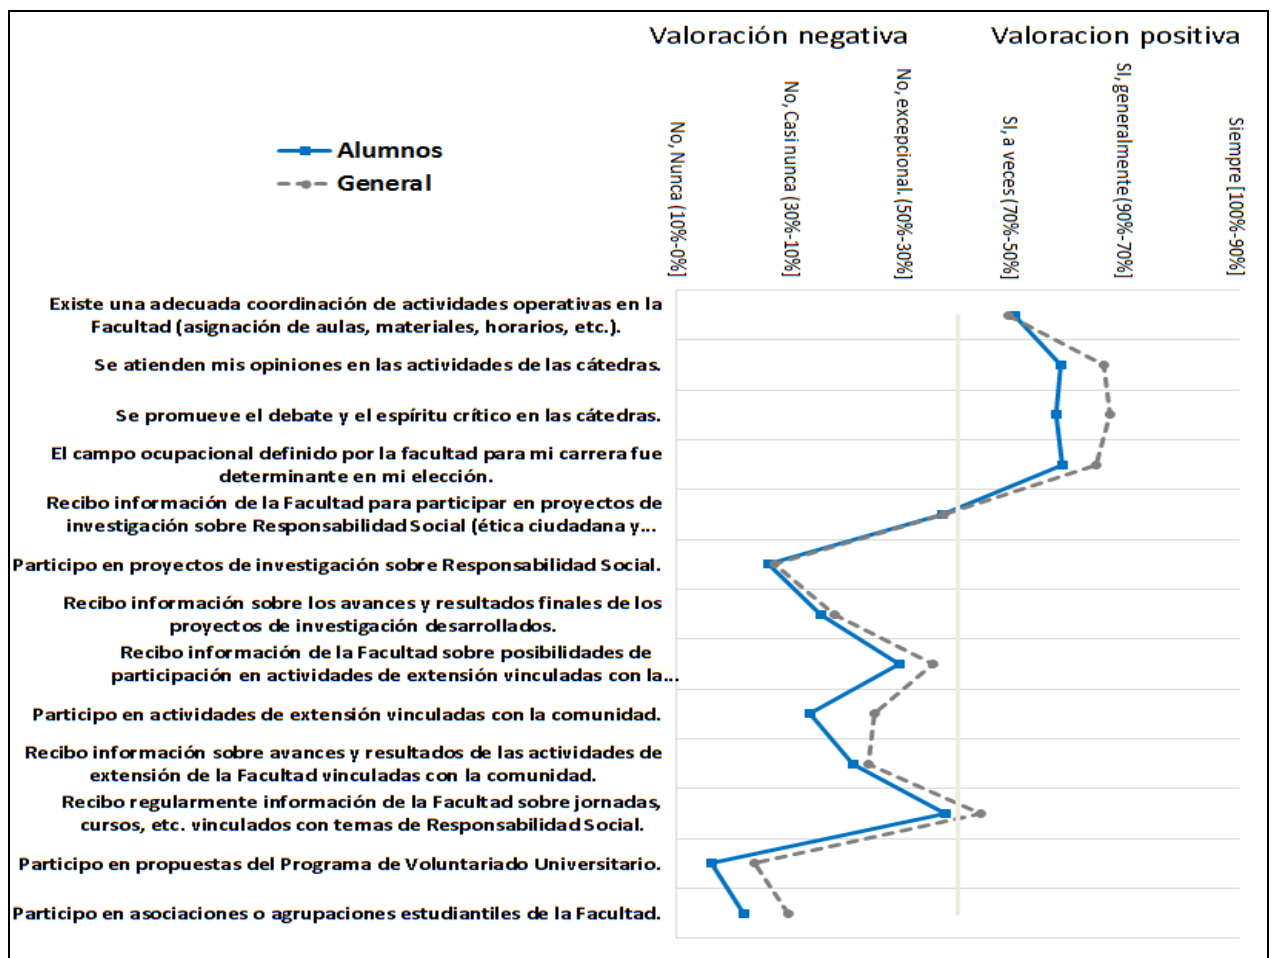 Valoración negativa
Valoracion positiva
No, Nunca (10%-0%]
No, Casi nunca (30%-10%]
No, excepcional. (50%-30%]
SI, a veces (70%-50%]
SI, generalmente (90%-70%]
Siempre [100%-90%]
Alumnos
General
Existe una adecuada coordinación de actividades operativas en la
Facultad (asignación de aulas, materiales, horarios, etc.).
Se atienden mis opiniones en las actividades de las cátedras.
Se promueve el debate y el espíritu crítico en las cátedras.
El campo ocupacional definido por la facultad para mi carrera fue
determinante en mi elección.
Recibo información de la Facultad para participar en proyectos de
investigación sobre Responsabilidad Social (ética ciudadana y...
Participo en proyectos de investigación sobre Responsabilidad Social.
Recibo información sobre los avances y resultados finales de los
proyectos de investigación desarrollados.
Recibo información de la Facultad sobre posibilidades de
participación en actividades de extensión vinculadas con la...
Participo en actividades de extensión vinculadas con la comunidad.
Recibo información sobre avances y resultados de las actividades de
extensión de la Facultad vinculadas con la comunidad.
Recibo regularmente información de la Facultad sobre jornadas,
cursos, etc. vinculados con temas de Responsabilidad Social.
Participo en propuestas del Programa de Voluntariado Universitario.
Participo en asociaciones o agrupaciones estudiantiles de la Facultad.